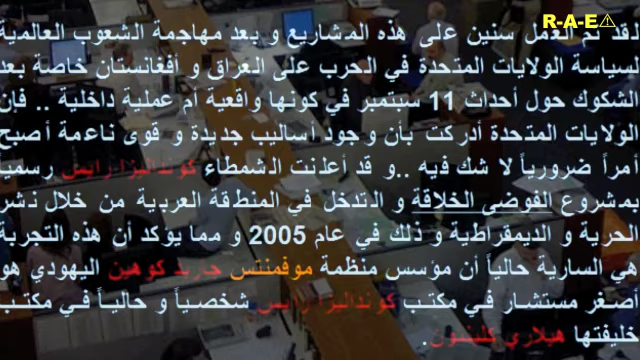 R-A-E⚠
لقد تم العمل سنين على هذه المشاريع و بعد مهاجمة الشعوب العالمية
لسياسة الولايات المتحدة في الحرب على العراق و أفغانستان خاصة بعد
الشكوك حول أحداث 11 سبتمبر في كونها واقعية أم عملية داخلية .. فإن
الولايات المتحدة أدركت بأن وجود أساليب جديدة و قوى ناعمة أصبح
أمراً ضرورياً لا شك فيه ..و قد أعلنت الشمطاء كونداليزا رايس رسمياً
بمشروع الفوضى الخلاقة و التدخل في المنطقة العربية من خلال نشر
الحرية و الديمقراطية و ذلك في عام 2005 و مما يؤكد أن هذه التجربة
هي السارية حالياً أن مؤسس منظمة موفمنتس جاريد كوهين اليهودي هو
أصغر مستشار في مكتب كونداليزا رايس شخصياً و حالياً في مكتب
خليفتها هيلاري كلينتون.